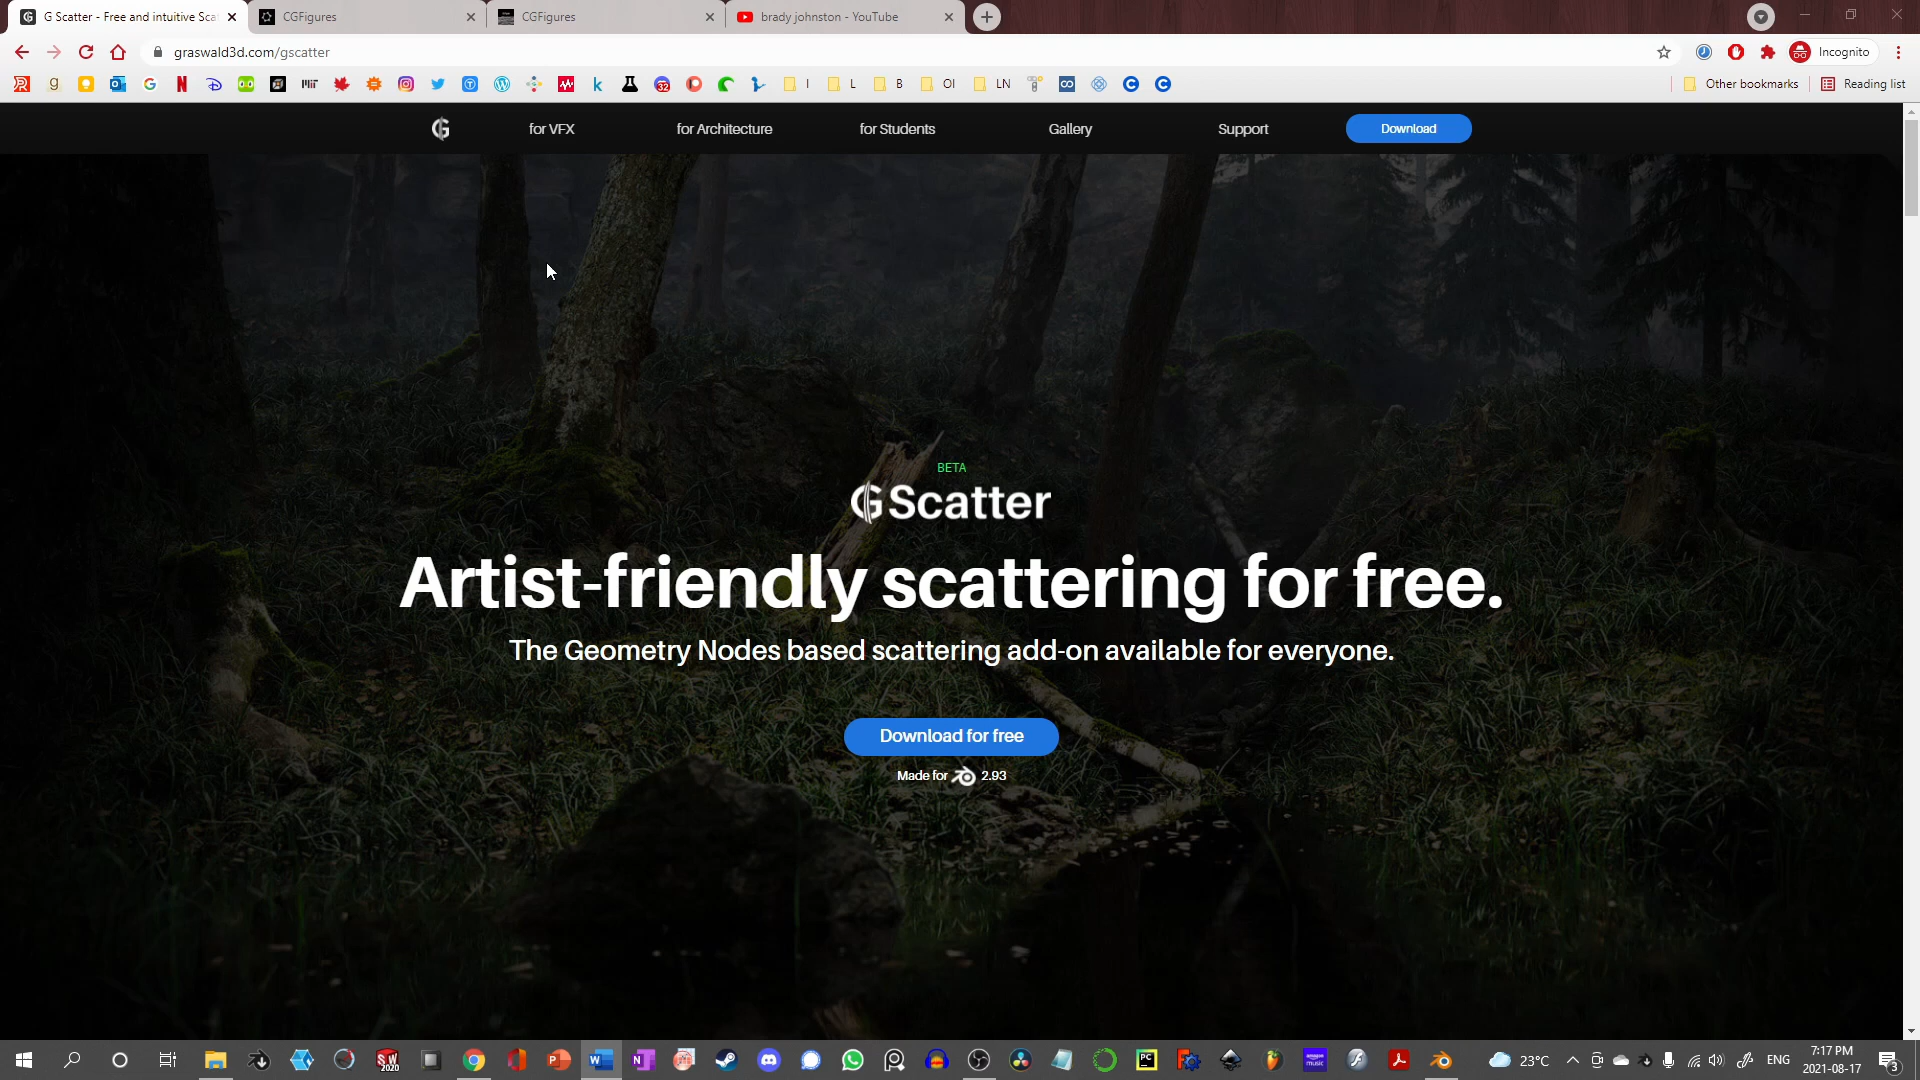 G Scatter - Free and intuitive Sca
CGFigures
CGFigures
brady johnston - YouTube
graswald3d.com/gscatter
Incognito
I
L
B
OI
LN
Other bookmarks
Reading list
for VFX
for Architecture
for Students
Gallery
Support
Download
BETA
GScatter
Artist-friendly scattering for free.
The Geometry Nodes based scattering add-on available for everyone.
Download for free
Made for 2.93
23°C
ENG
7:17 PM
2021-08-17
3